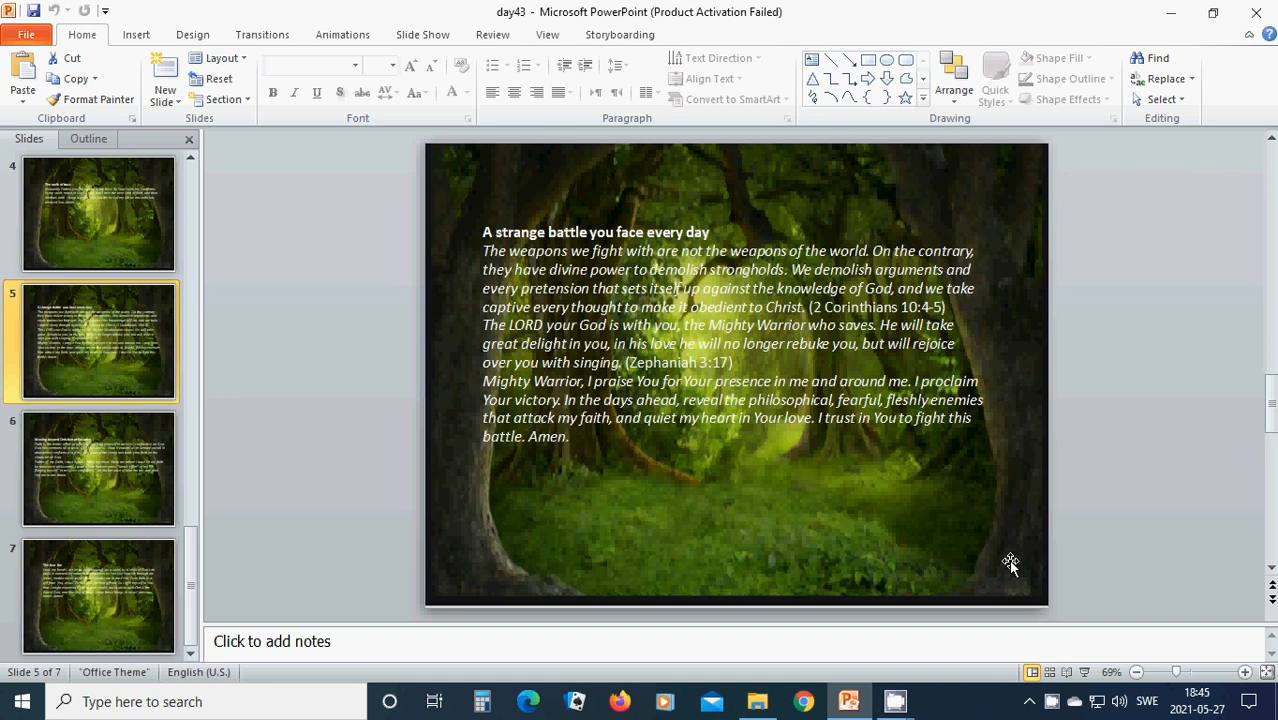 day43 - Microsoft PowerPoint (Product Activation Failed)
File Home Insert Design Transitions Animations Slide Show Review View Storyboarding
Paste
Cut
Copy
Format Painter
Clipboard
New Slide
Layout
Reset
Section
Slides
Font
Text Direction
Align Text
Convert to SmartArt
Paragraph
Arrange
Quick Styles
Shape Fill
Shape Outline
Shape Effects
Drawing
Find
Replace
Select
Editing
Slides Outline
4
5
6
7
A strange battle you face every day
The weapons we fight with are not the weapons of the world. On the contrary,
they have divine power to demolish strongholds. We demolish arguments and
every pretension that sets itself up against the knowledge of God, and we take
captive every thought to make it obedient to Christ. (2 Corinthians 10:4-5)
The LORD your God is with you, the Mighty Warrior who saves. He will take
great delight in you, in his love he will no longer rebuke you, but will rejoice
over you with singing. (Zephaniah 3:17)
Mighty Warrior, I praise You for Your presence in me and around me. I proclaim
Your victory. In the days ahead, reveal the philosophical, fearful, fleshly enemies
that attack my faith, and quiet my heart in Your love. I trust in You to fight this
battle. Amen.
Click to add notes
Slide 5 of 7 "Office Theme" English (U.S.) 69%
Type here to search
SWE
18:45
2021-05-27